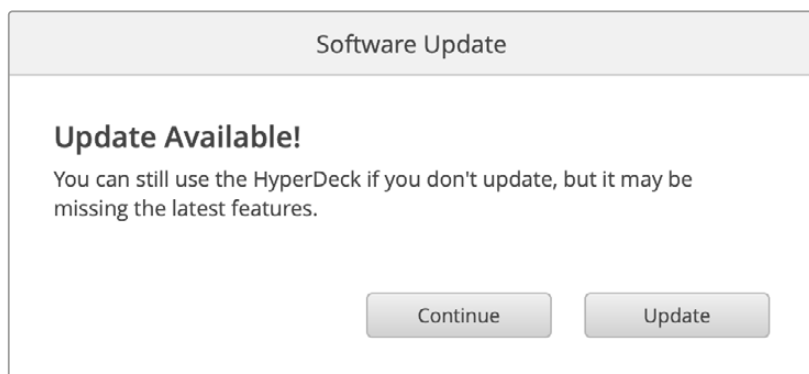 Software Update
Update Available!
You can still use the HyperDeck if you don't update, but it may be
missing the latest features.
Continue
Update